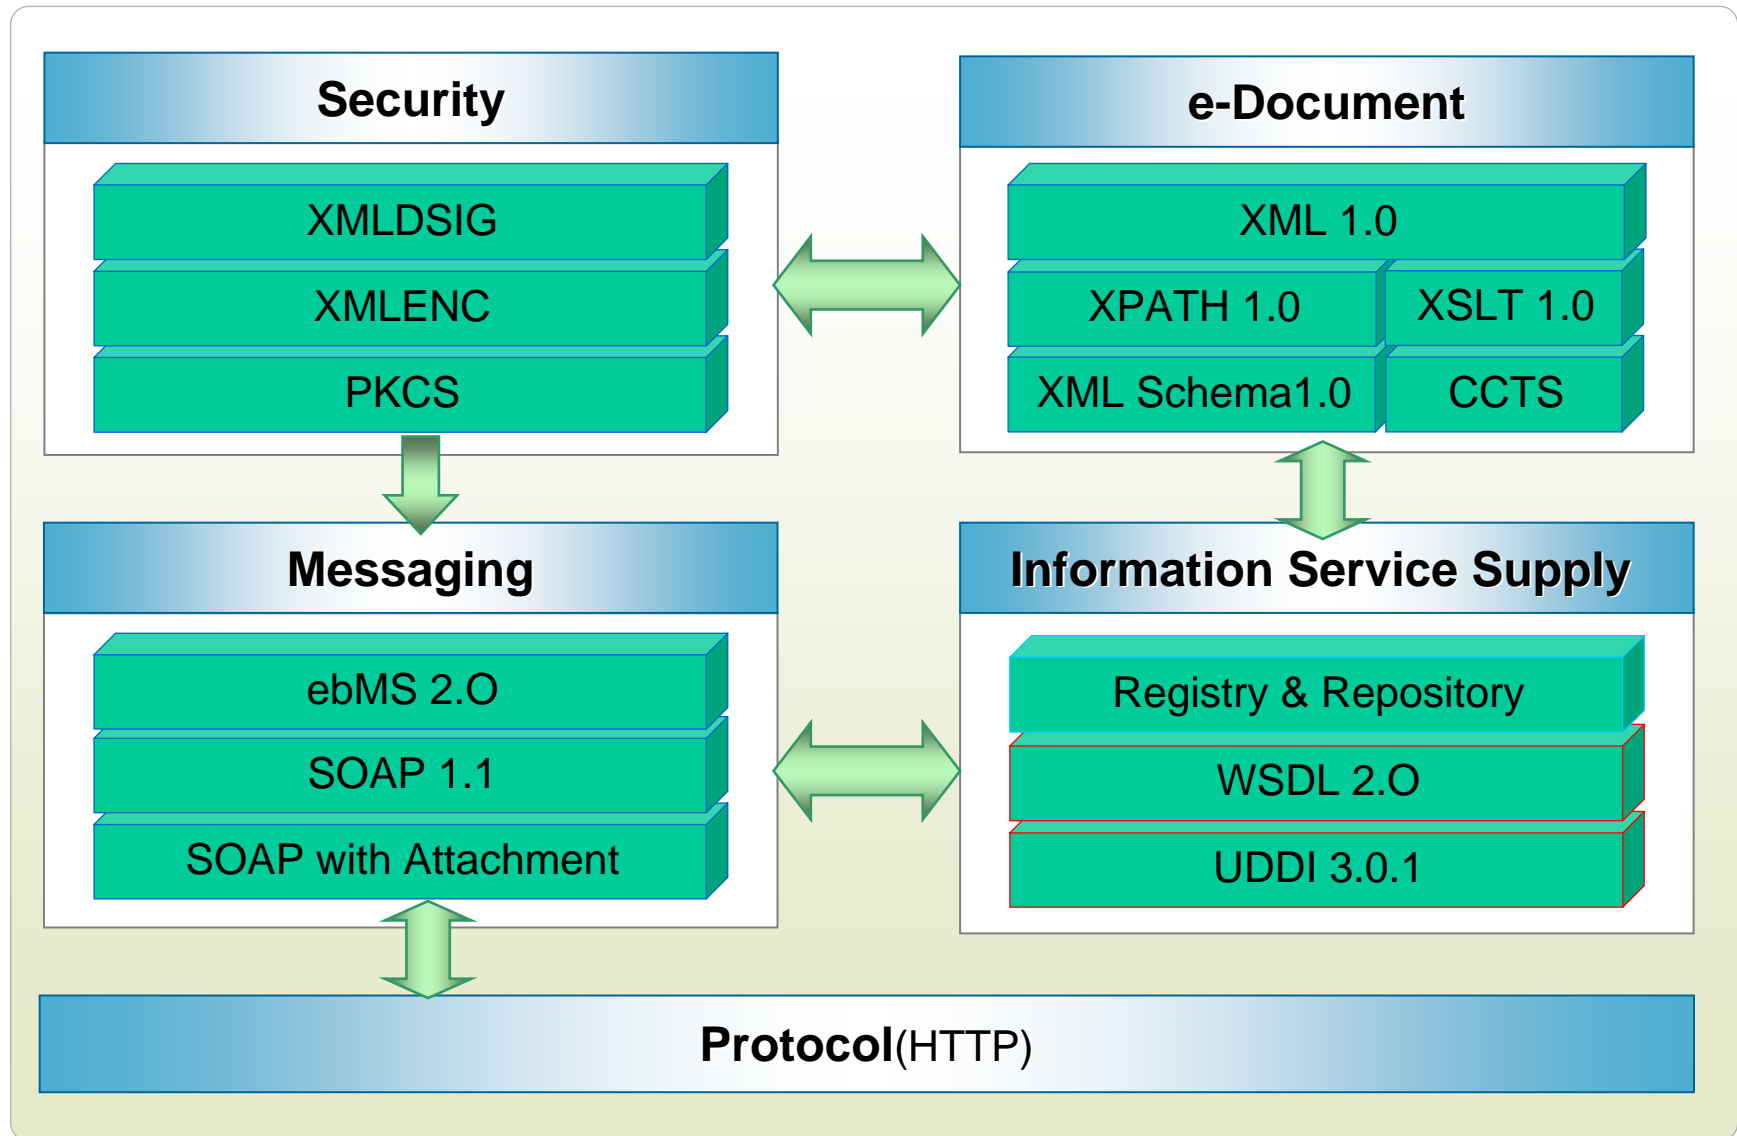 Security
XMLDSIG
XMLENC
PKCS
e-Document
XML 1.0
XPATH 1.0
XSLT 1.0
XML Schema1.0
CCTS
Messaging
ebMS 2.O
SOAP 1.1
SOAP with Attachment
Information Service Supply
Registry & Repository
WSDL 2.O
UDDI 3.0.1
Protocol(HTTP)